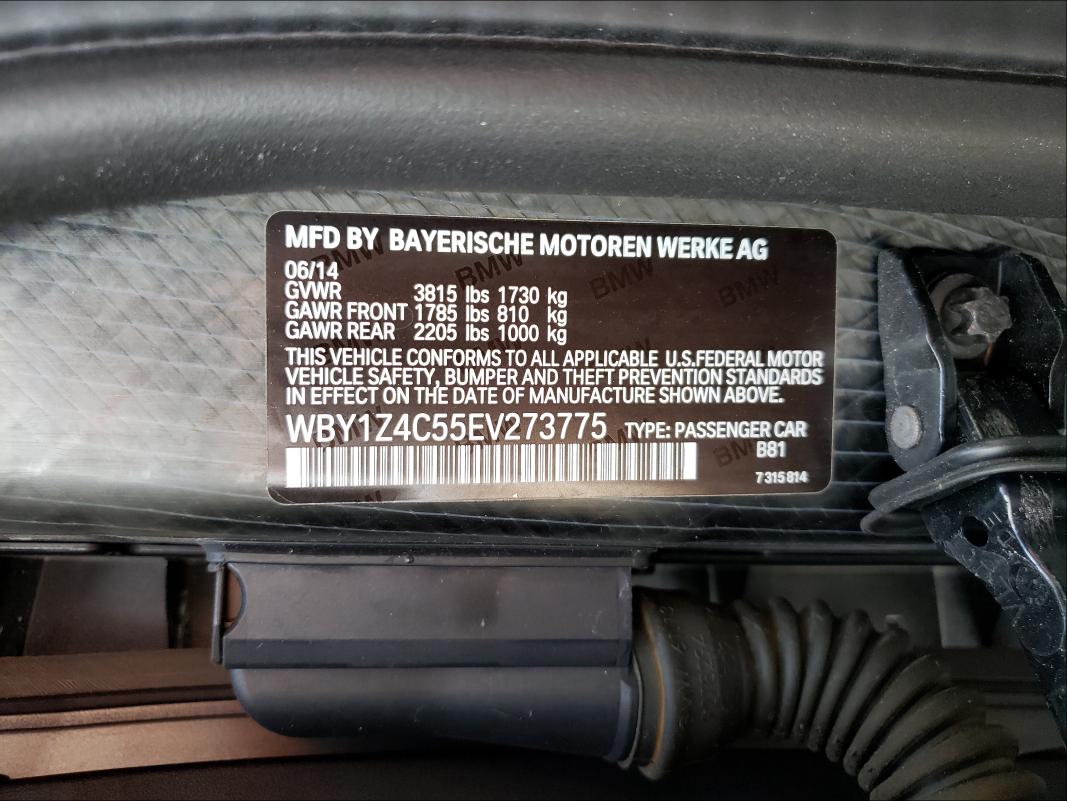 MFD BY BAYERISCHE MOTOREN WERKE AG
06/14
GVWR 3815 lbs 1730 kg
GAWR FRONT 1785 lbs 810 kg
GAWR REAR 2205 lbs 1000 kg
THIS VEHICLE CONFORMS TO ALL APPLICABLE U.S.FEDERAL MOTOR
VEHICLE SAFETY, BUMPER AND THEFT PREVENTION STANDARDS
IN EFFECT ON THE DATE OF MANUFACTURE SHOWN ABOVE.
WBY1Z4C55EV273775 TYPE: PASSENGER CAR
B81
7 315 814